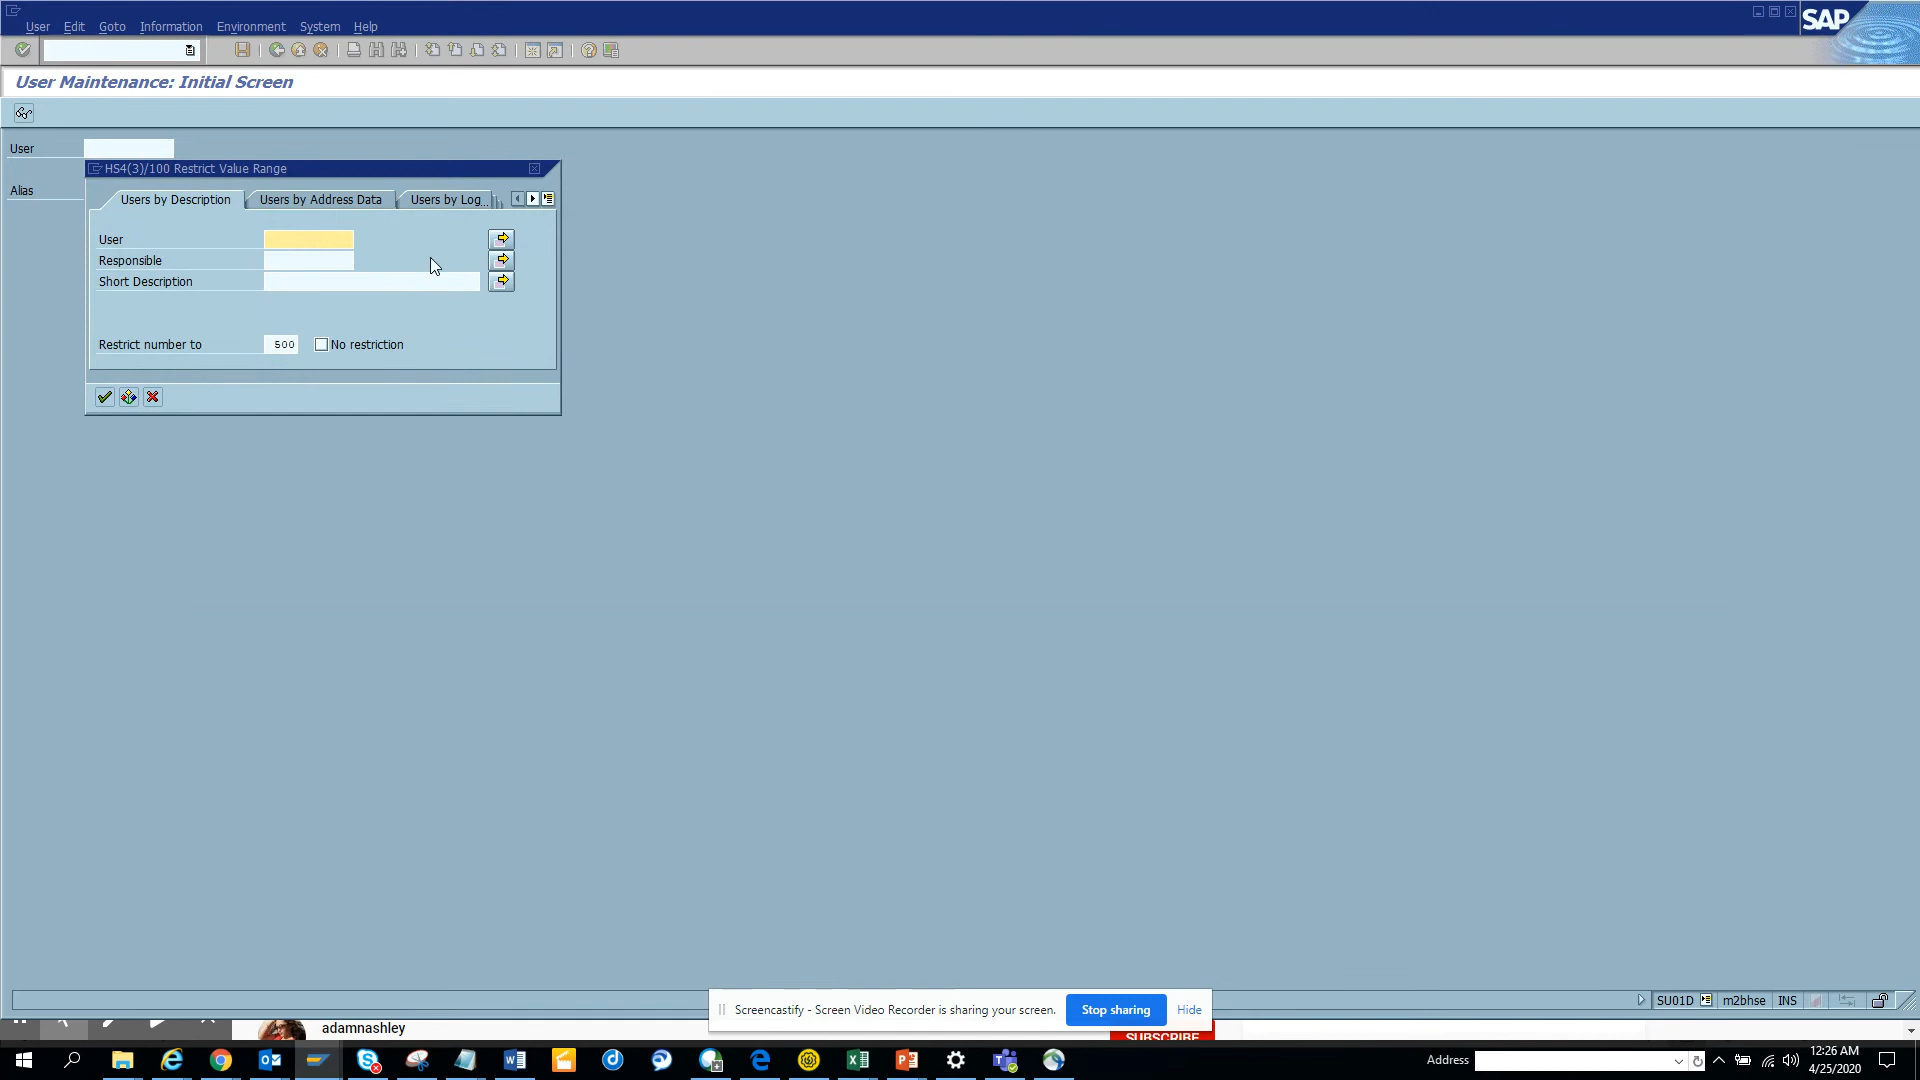 User Edit Goto Information Environment System Help
SAP
User Maintenance: Initial Screen
User
HS4(3)/100 Restrict Value Range
Alias
Users by Description Users by Address Data Users by Log...
User
Responsible
Short Description
Restrict number to 500 No restriction
SU01D m2bhse INS
Screencastify - Screen Video Recorder is sharing your screen. Stop sharing Hide
adamnashley
SUBSCRIBE
Address
12:26 AM
4/25/2020